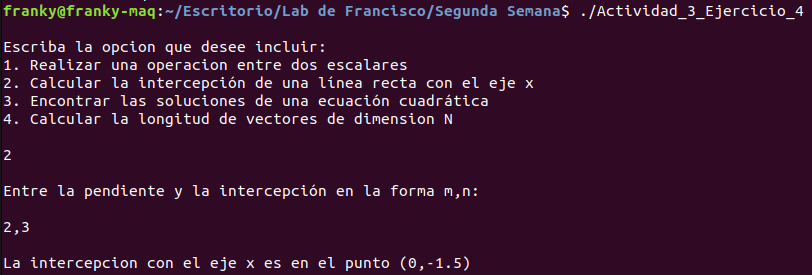 franky@franky-maq:~/Escritorio/Lab de Francisco/Segunda Semana$ ./Actividad_3_Ejercicio_4
Escriba la opcion que desee incluir:
1. Realizar una operacion entre dos escalares
2. Calcular la intercepción de una línea recta con el eje x
3. Encontrar las soluciones de una ecuación cuadrática
4. Calcular la longitud de vectores de dimension N
2
Entre la pendiente y la intercepción en la forma m,n:
2,3
La intercepcion con el eje x es en el punto (0,-1.5)